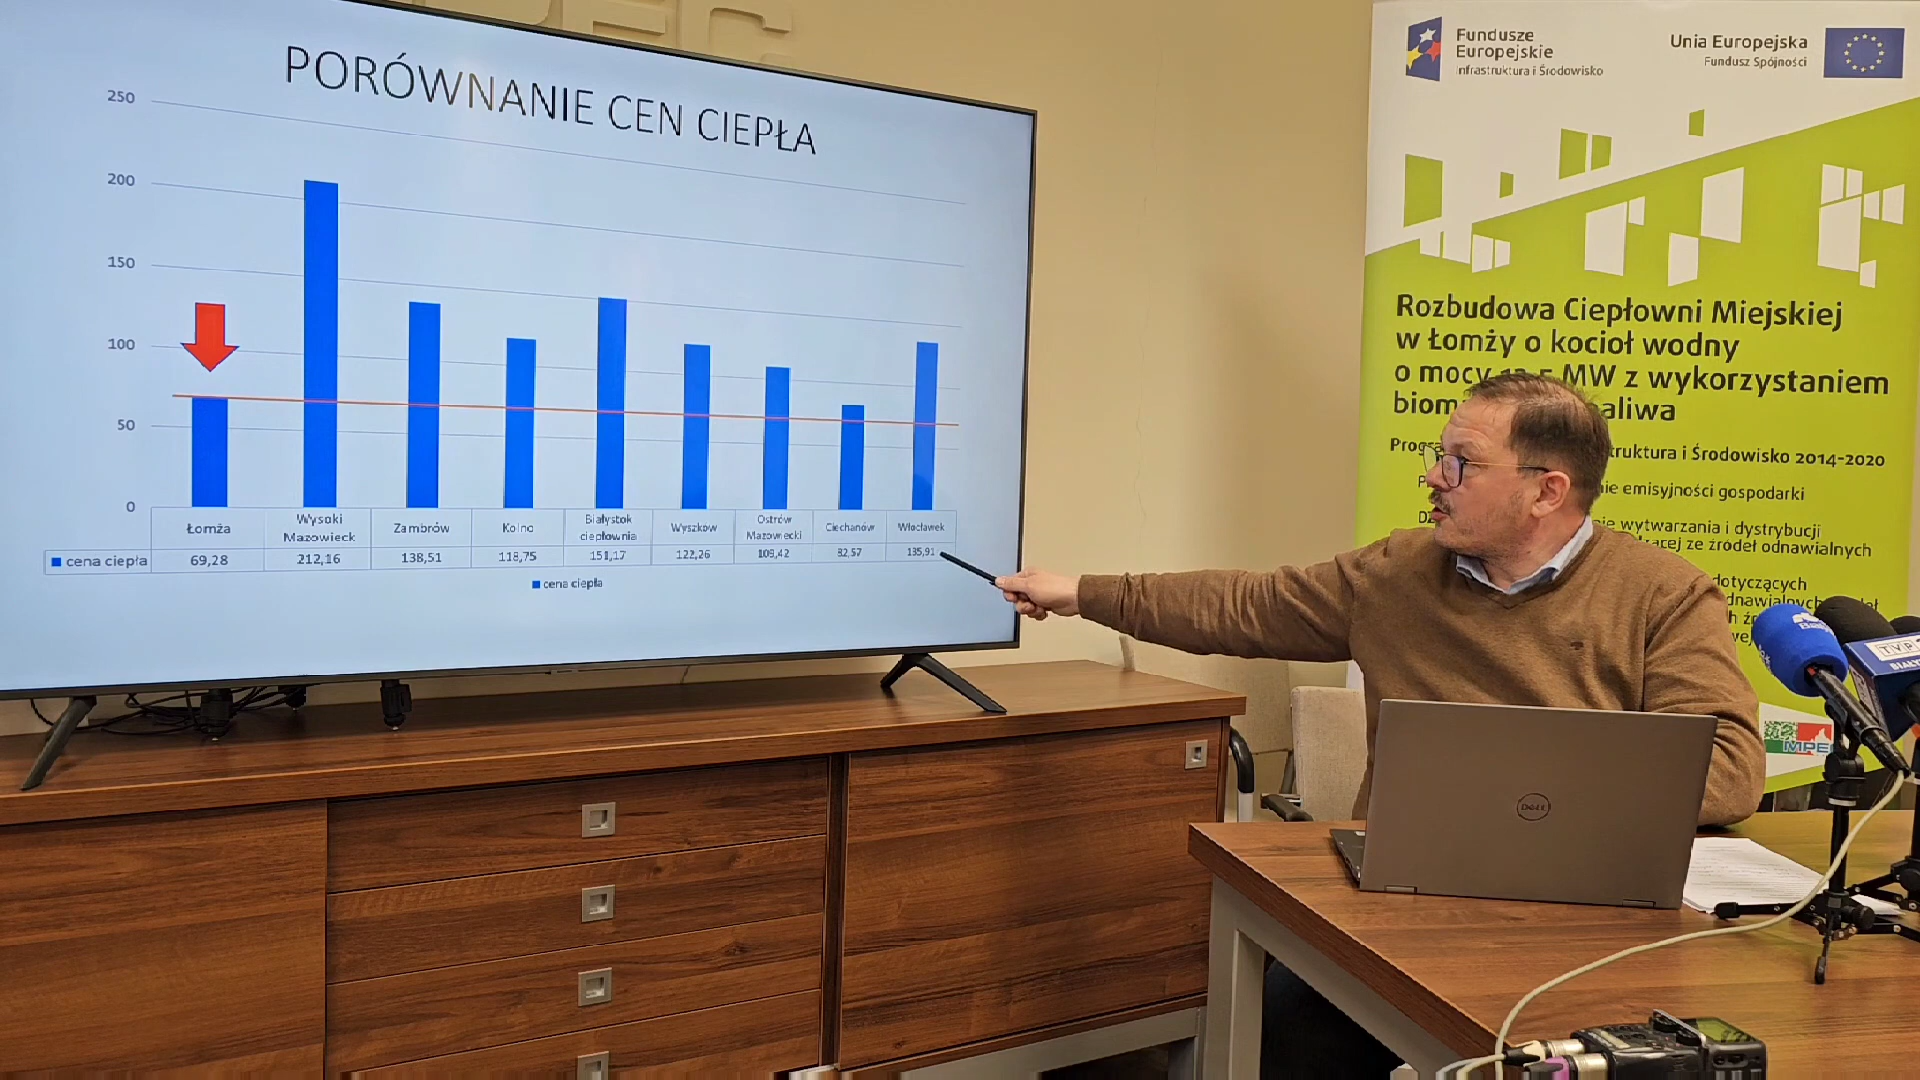 PORÓWNANIE CEN CIEPŁA
250
200
150
100
50
0
Łomża
Wysoki
Mazowieck
Zambrów
Kolno
Białystok
ciepłownia
Wyszków
Ostrów
Mazowiecki
Ciechanów
Włocławek
cena ciepła
69,28
212,16
138,51
118,75
151,17
122,26
109,42
82,57
135,91
cena ciepła
Fundusze
Europejskie
Infrastruktura i Środowisko
Unia Europejska
Fundusz Spójności
Rozbudowa Ciepłowni Miejskiej
w Łomży o kocioł wodny
o mocy MW z wykorzystaniem
i Środowisko 2014-2020
emisyjności gospodarki
wytwarzania i dystrybucji
ze źródeł odnawialnych
dotyczących
DELL
TVP
MPE